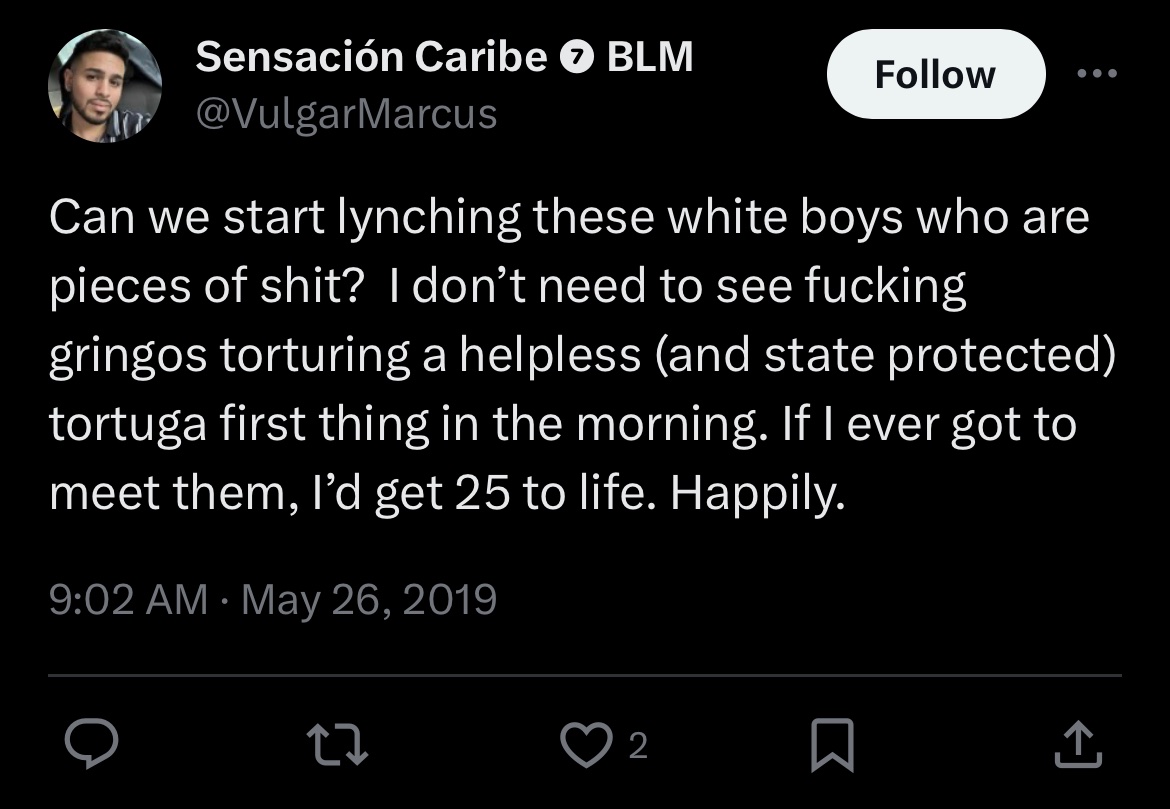 Sensación Caribe 7 BLM
@VulgarMarcus
Follow
Can we start lynching these white boys who are
pieces of shit?  I don’t need to see fucking
gringos torturing a helpless (and state protected)
tortuga first thing in the morning. If I ever got to
meet them, I’d get 25 to life. Happily.
9:02 AM · May 26, 2019
2